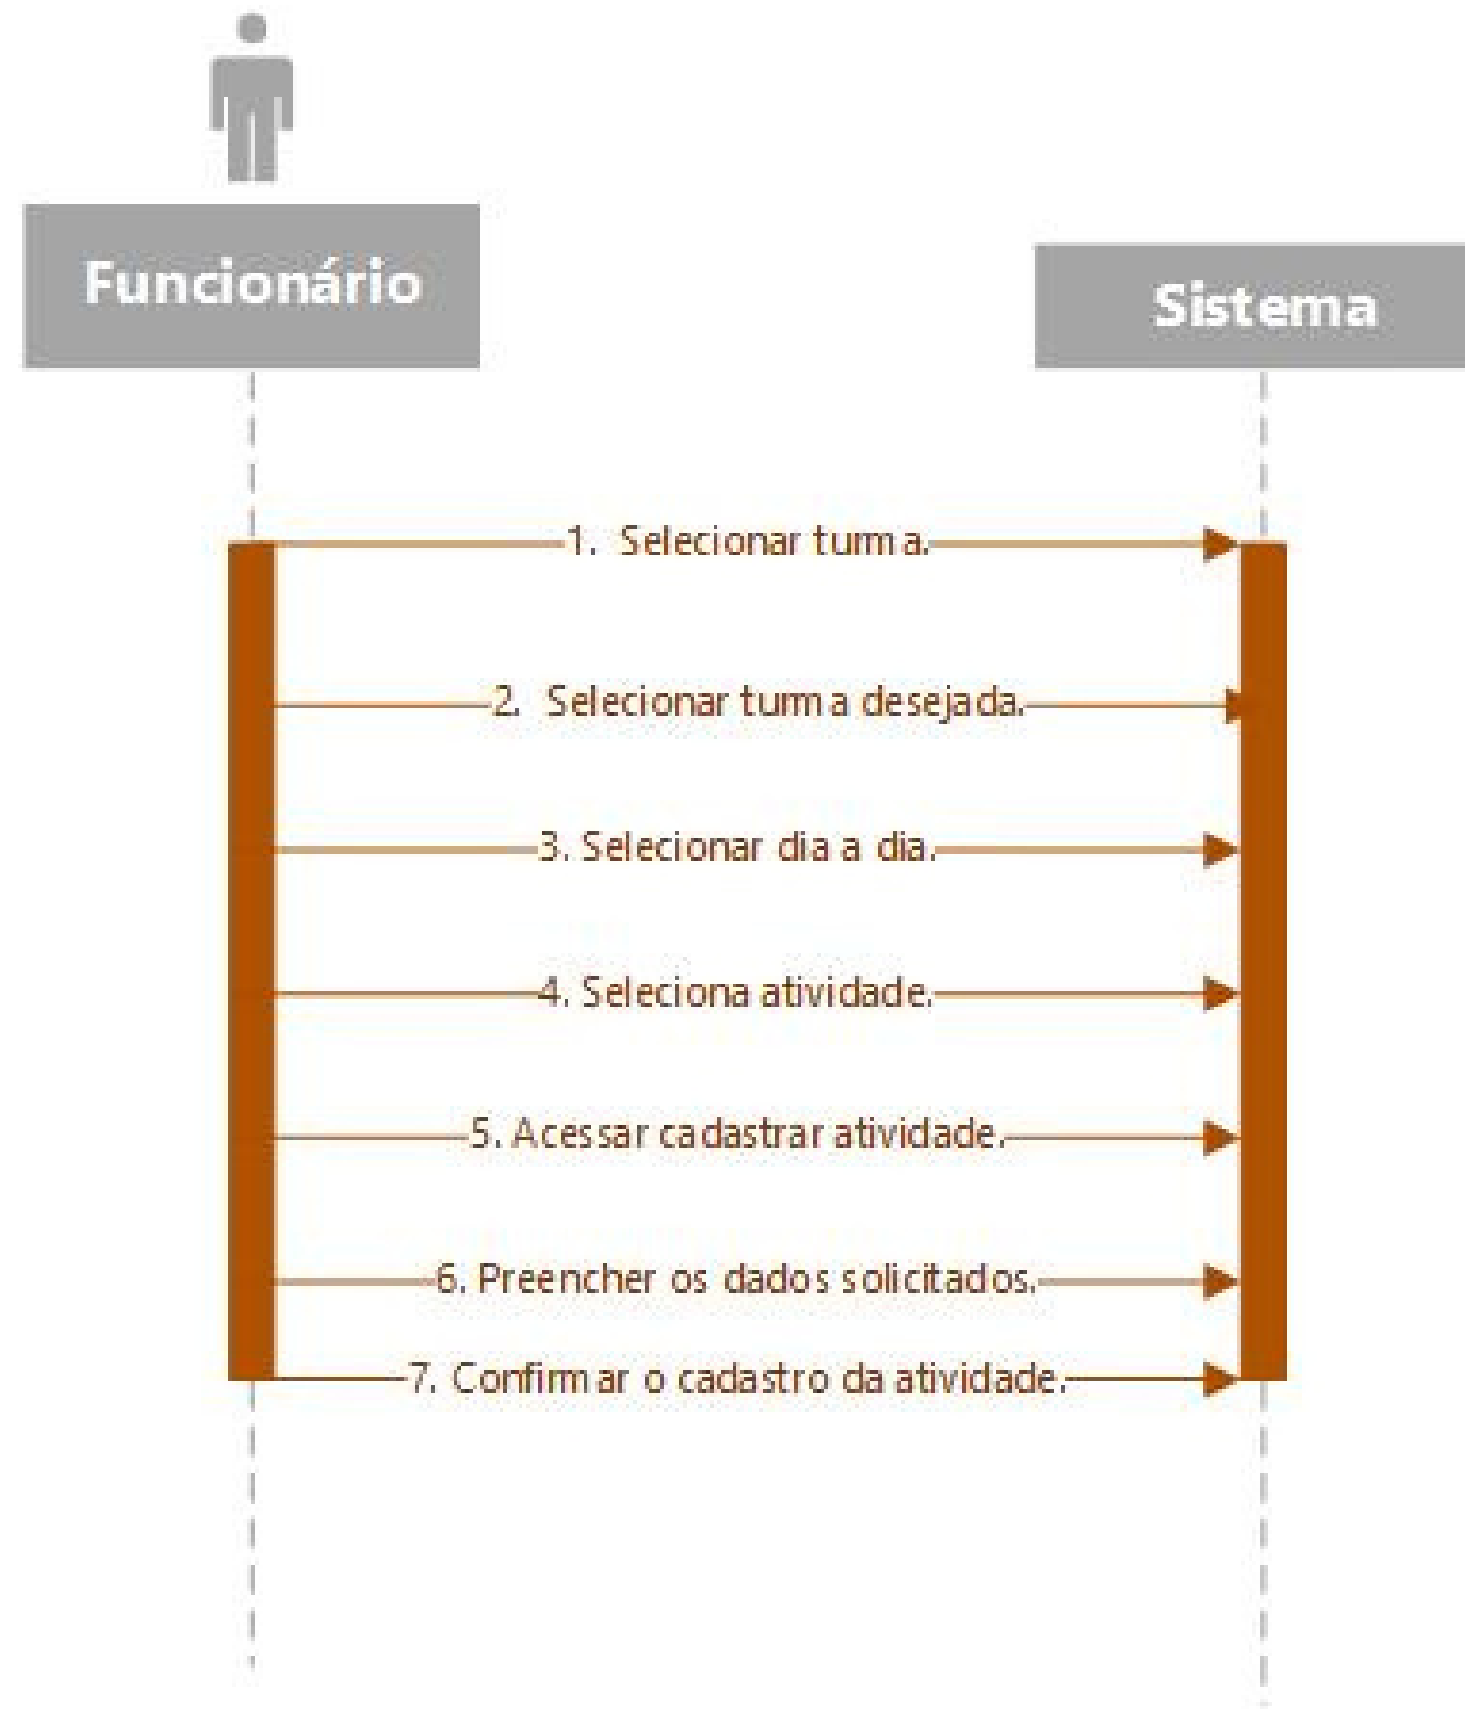 Funcionário
Sistema
1. Selecionar turma.
2. Selecionar turma desejada.
3. Selecionar dia a dia.
4. Seleciona atividade.
5. Acessar cadastrar atividade.
6. Preencher os dados solicitados.
7. Confirmar o cadastro da atividade.